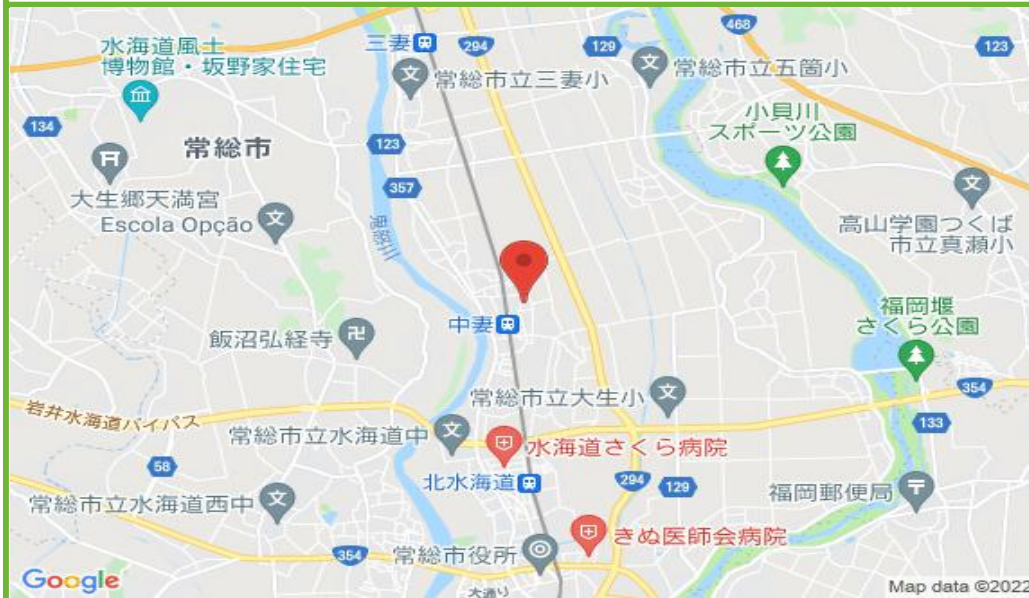 468
三妻
294
129
123
水海道風土
博物館・坂野家住宅
常総市立三妻小
常総市立五箇小
小貝川
スポーツ公園
134
常総市
123
357
大生郷天満宮
Escola Opção
鬼怒川
高山学園つくば
市立真瀬小
中妻
福岡堰
さくら公園
飯沼弘経寺
常総市立大生小
354
岩井水海道バイパス
常総市立水海道中
水海道さくら病院
133
58
北水海道
294
129
福岡郵便局
常総市立水海道西中
きぬ医師会病院
354
常総市役所
大通り
Google
Map data ©2022